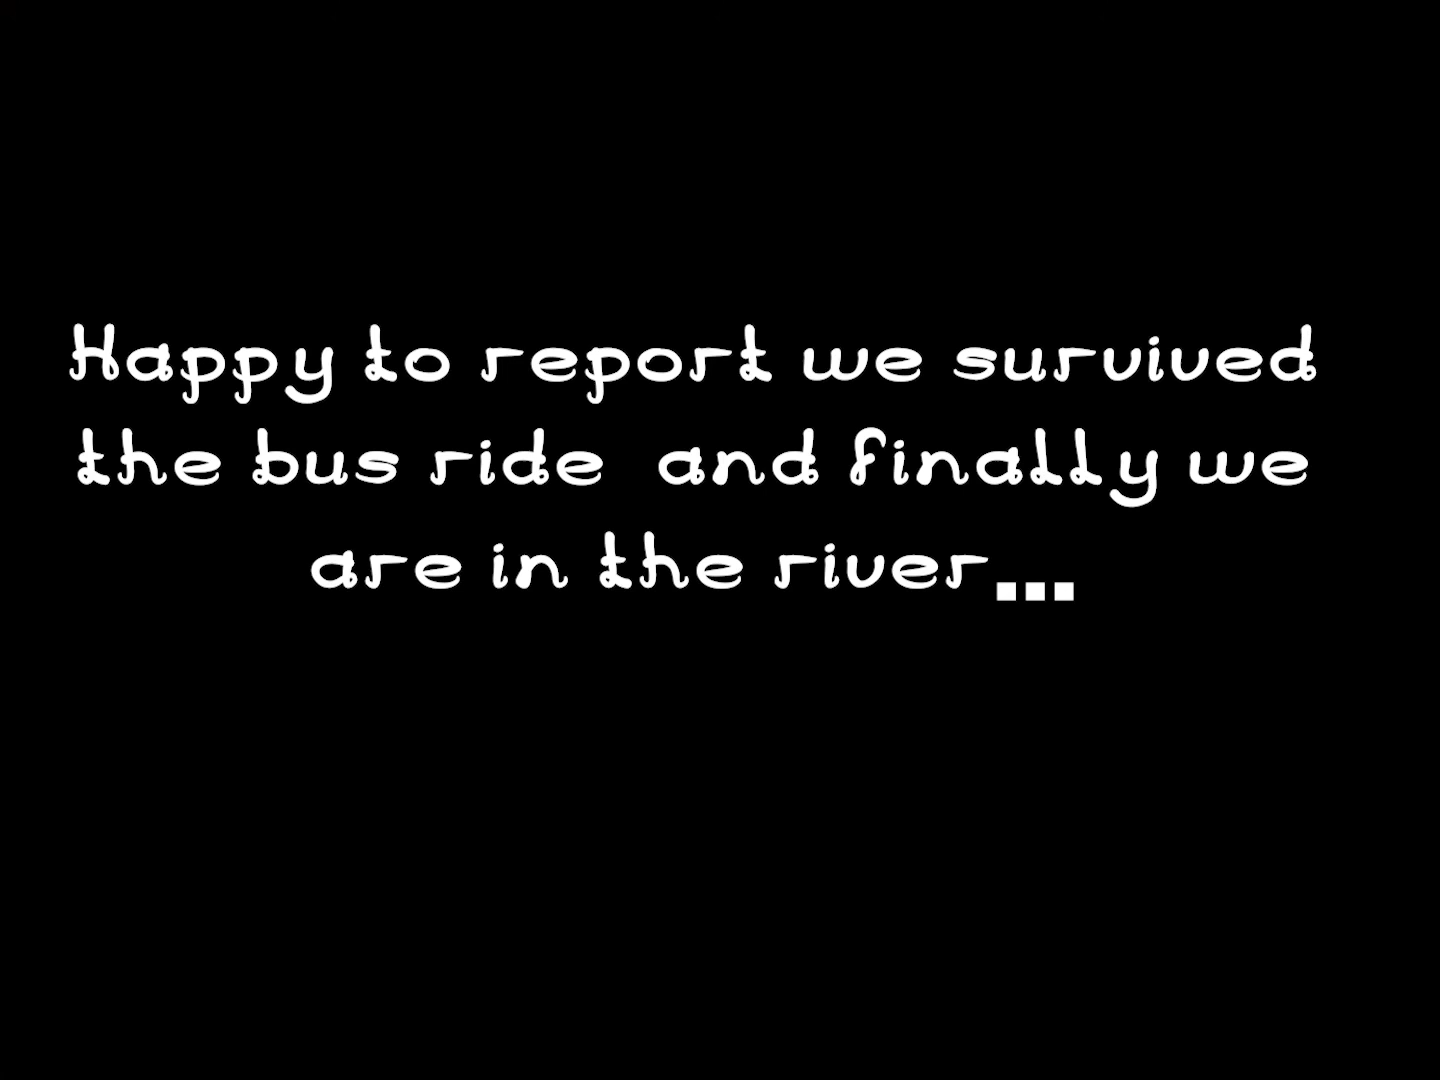 Happy to report we survived
the bus ride  and finally we
are in the river...